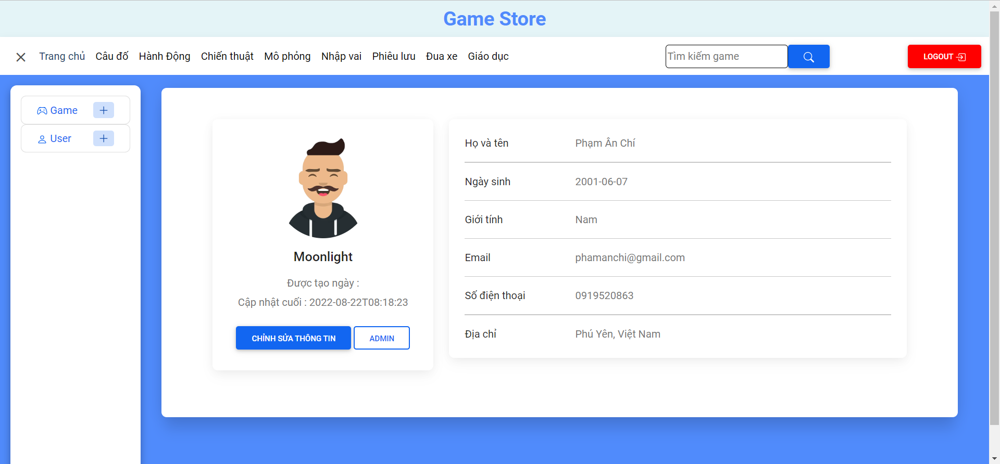 Game Store
Trang chủ Câu đố Hành Động Chiến thuật Mô phỏng Nhập vai Phiêu lưu Đua xe Giáo dục Tìm kiếm game LOGOUT
Game
User
Moonlight
Được tạo ngày :
Cập nhật cuối : 2022-08-22T08:18:23
CHỈNH SỬA THÔNG TIN ADMIN
Họ và tên Phạm Ân Chí
Ngày sinh 2001-06-07
Giới tính Nam
Email phamanchi@gmail.com
Số điện thoại 0919520863
Địa chỉ Phú Yên, Việt Nam